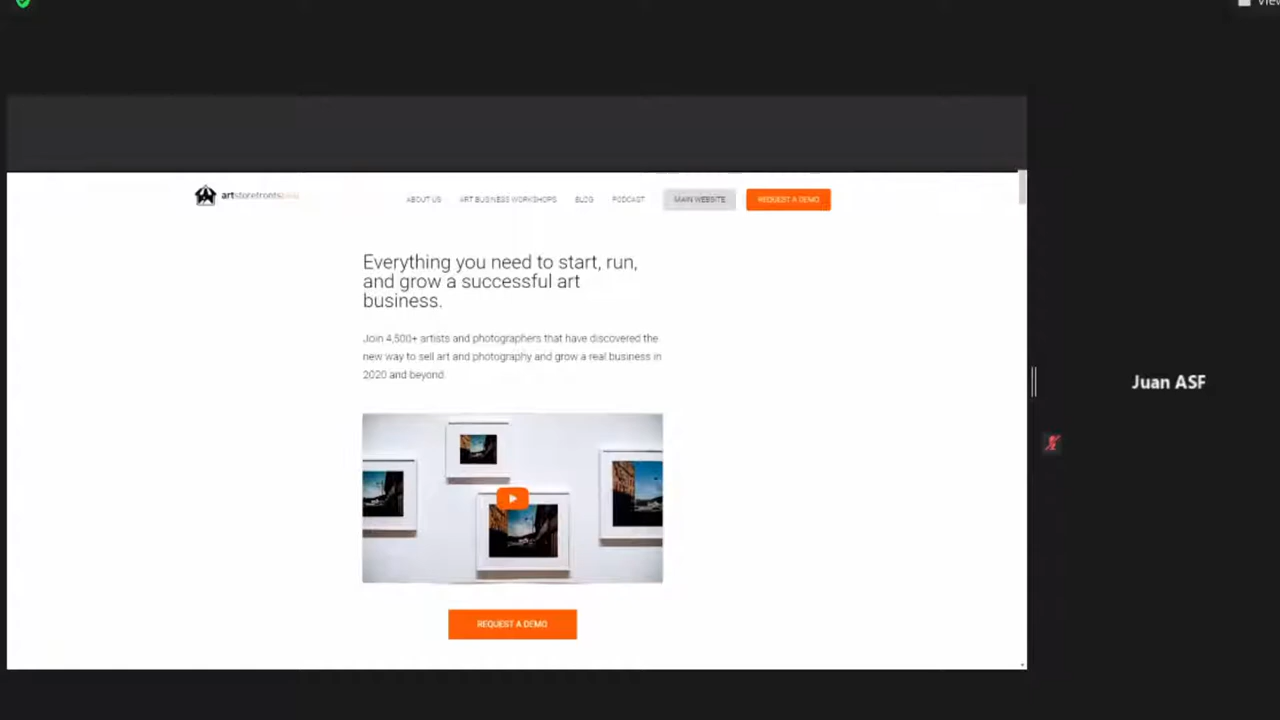 View
artstorefronts
ABOUT US
ART BUSINESS WORKSHOPS
BLOG
PODCAST
MAIN WEBSITE
REQUEST A DEMO
Everything you need to start, run,
and grow a successful art
business.
Join 4,500+ artists and photographers that have discovered the
new way to sell art and photography and grow a real business in
2020 and beyond.
Juan ASF
REQUEST A DEMO